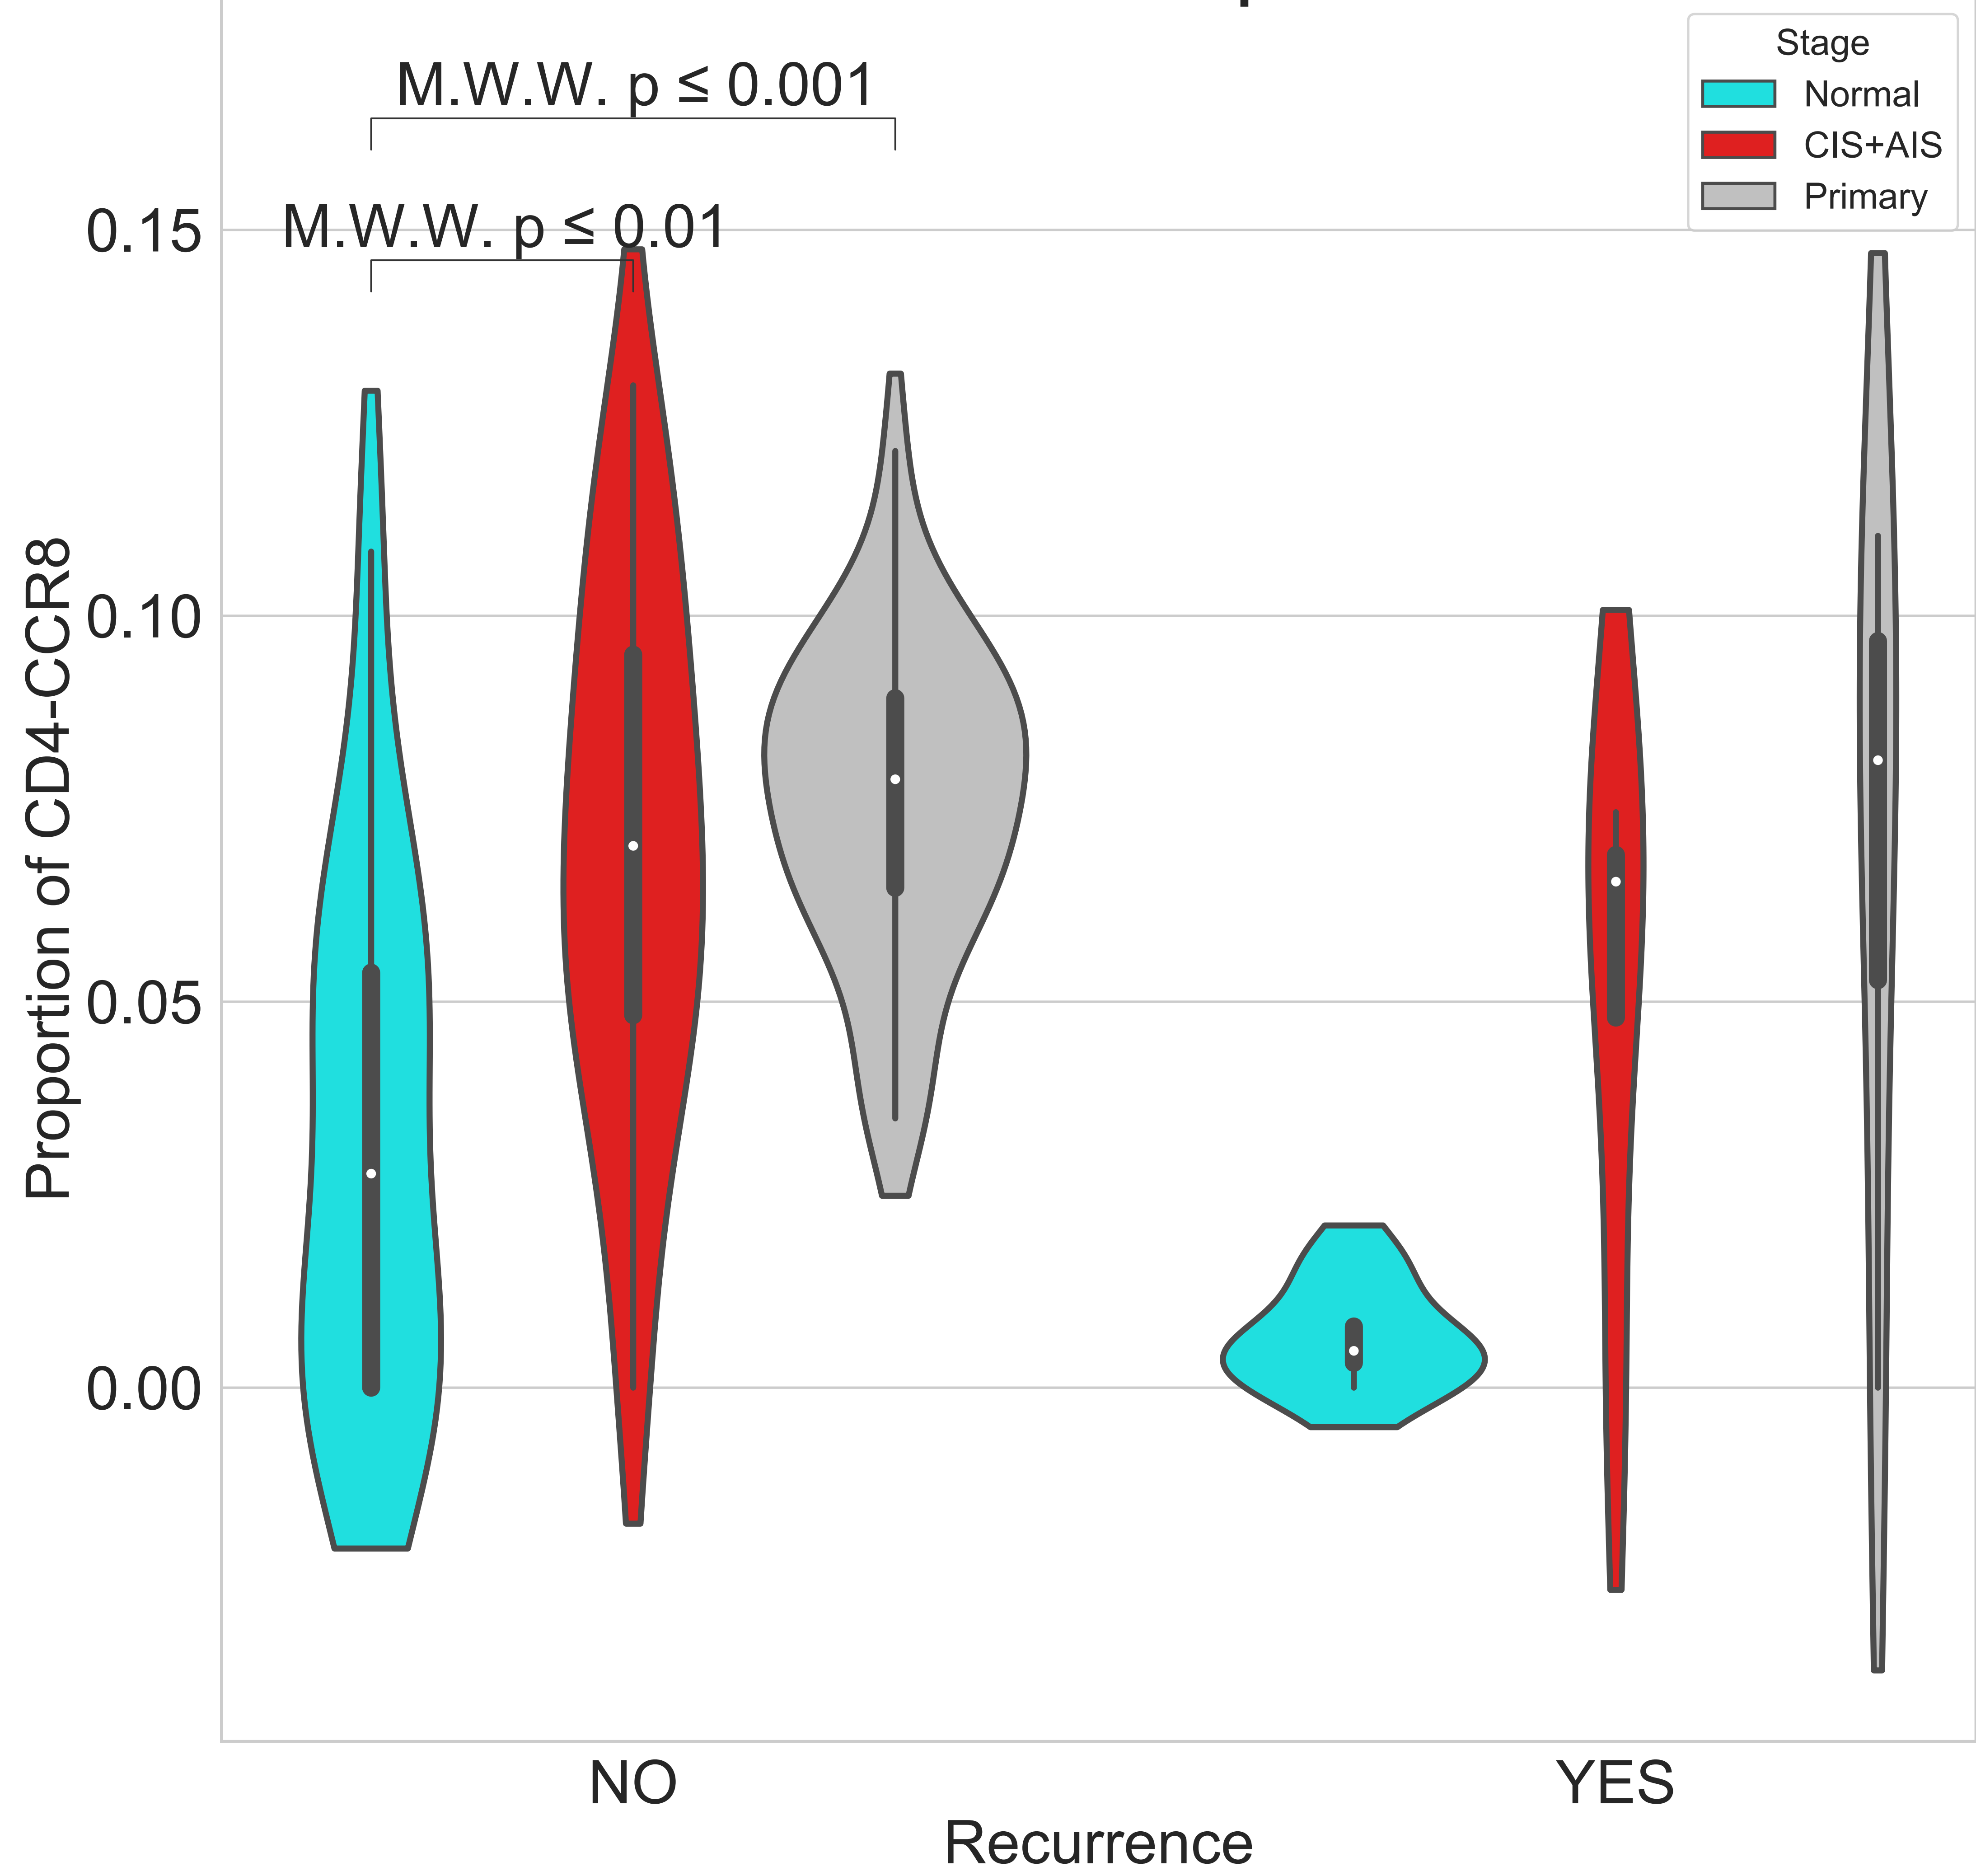 M.W.W. p ≤ 0.001
M.W.W. p ≤ 0.01
Stage
Normal
CIS+AIS
Primary
Proportion of CD4-CCR8
0.15
0.10
0.05
0.00
NO
YES
Recurrence